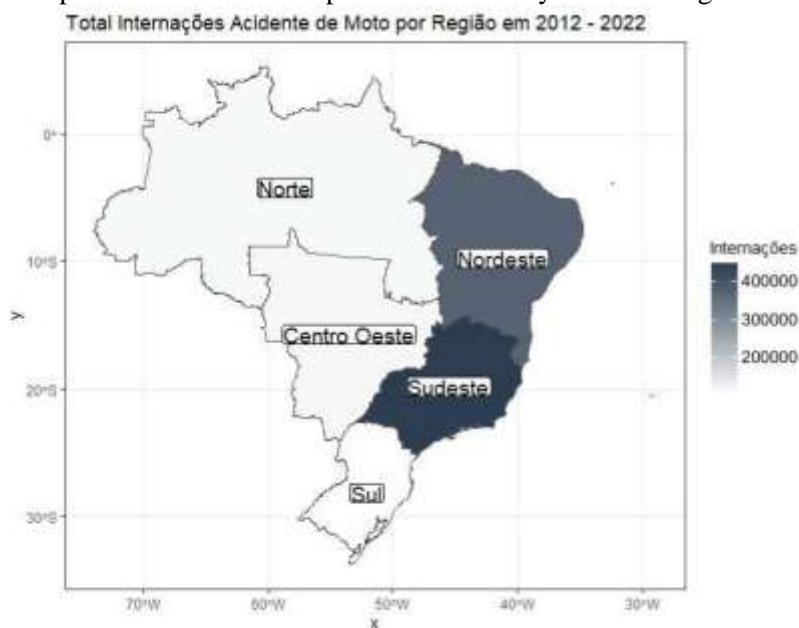 Total Internações Acidente de Moto por Região em 2012 - 2022
0°
10°S
20°S
30°S
y
70°W
60°W
50°W
40°W
30°W
x
Norte
Nordeste
Centro Oeste
Sudeste
Sul
Internações
400000
300000
200000